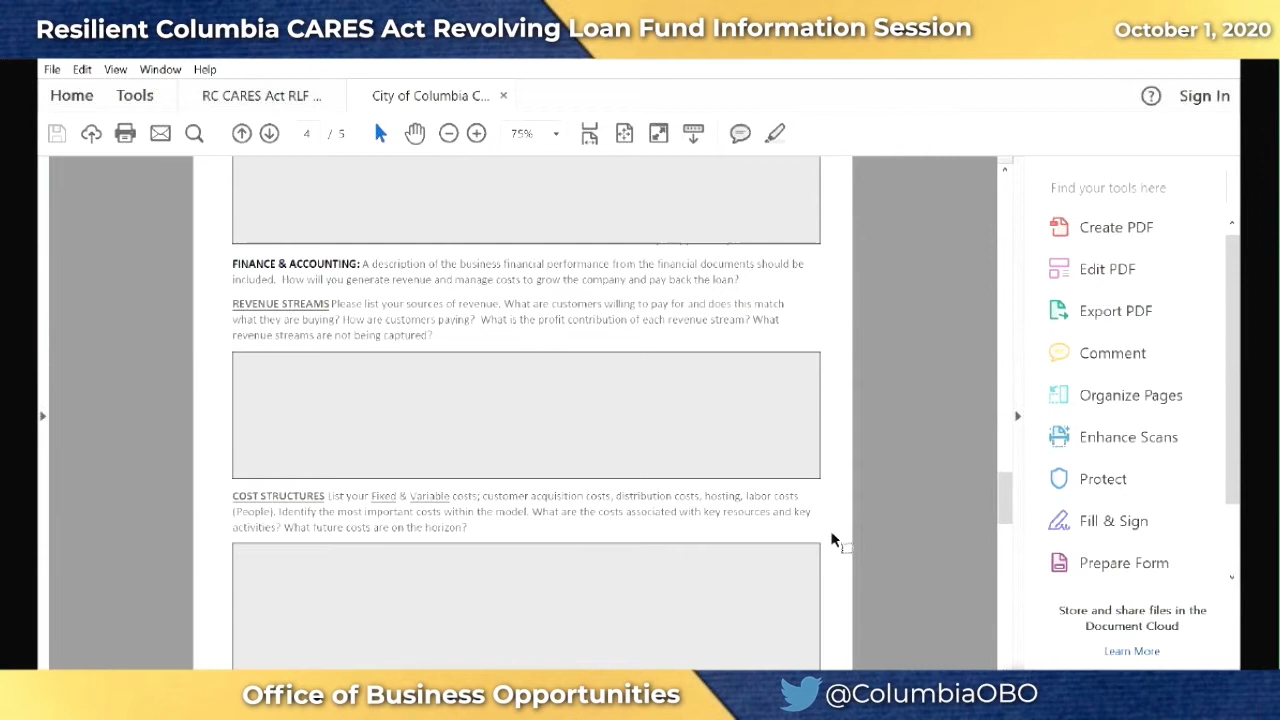 Resilient Columbia CARES Act Revolving Loan Fund Information Session
October 1, 2020
File Edit View Window Help
Home Tools RC CARES Act RLF ... City of Columbia C... × Sign In
4 / 5 75%
Find your tools here
Create PDF
Edit PDF
Export PDF
Comment
Organize Pages
Enhance Scans
Protect
Fill & Sign
Prepare Form
Store and share files in the
Document Cloud
Learn More
FINANCE & ACCOUNTING: A description of the business financial performance from the financial documents should be
included. How will you generate revenue and manage costs to grow the company and pay back the loan?
REVENUE STREAMS Please list your sources of revenue. What are customers willing to pay for and does this match
what they are buying? How are customers paying? What is the profit contribution of each revenue stream? What
revenue streams are not being captured?
COST STRUCTURES List your Fixed & Variable costs; customer acquisition costs, distribution costs, hosting, labor costs
(People). Identify the most important costs within the model. What are the costs associated with key resources and key
activities? What future costs are on the horizon?
Office of Business Opportunities
@ColumbiaOBO